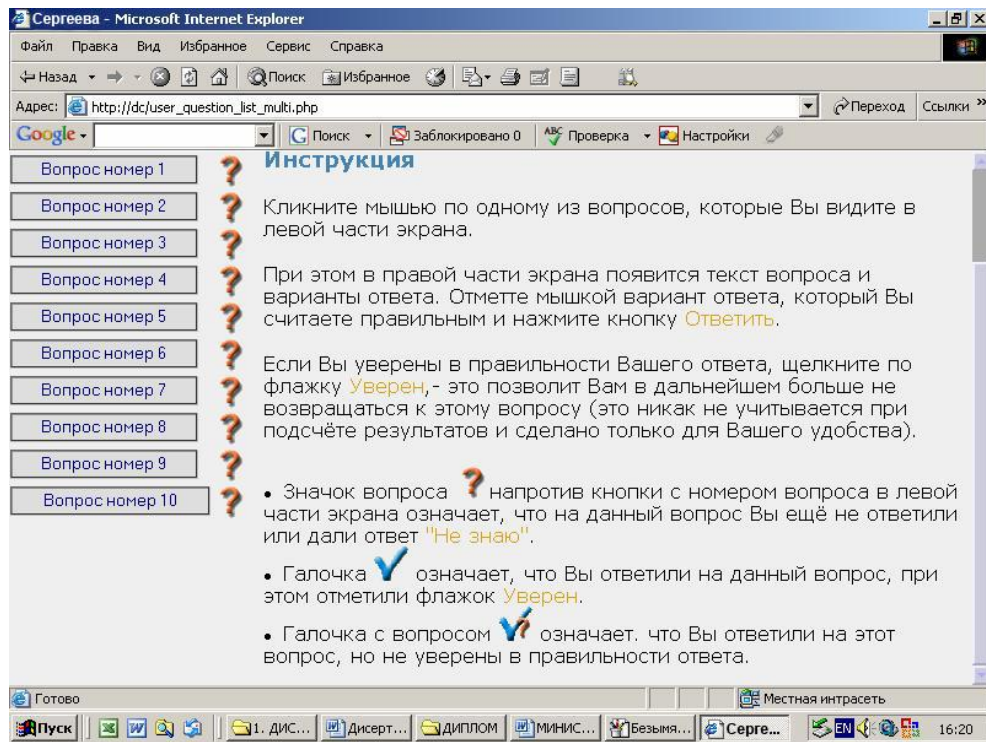 Сергеева - Microsoft Internet Explorer
Файл Правка Вид Избранное Сервис Справка
Назад Поиск Избранное
Адрес: http://dc/user_question_list_multi.php Переход Ссылки »
Google Поиск Заблокировано 0 ABC Проверка Настройки
Вопрос номер 1
Вопрос номер 2
Вопрос номер 3
Вопрос номер 4
Вопрос номер 5
Вопрос номер 6
Вопрос номер 7
Вопрос номер 8
Вопрос номер 9
Вопрос номер 10
Инструкция
Кликните мышью по одному из вопросов, которые Вы видите в
левой части экрана.
При этом в правой части экрана появится текст вопроса и
варианты ответа. Отметте мышкой вариант ответа, который Вы
считаете правильным и нажмите кнопку Ответить.
Если Вы уверены в правильности Вашего ответа, щелкните по
флажку Уверен,- это позволит Вам в дальнейшем больше не
возвращаться к этому вопросу (это никак не учитывается при
подсчёте результатов и сделано только для Вашего удобства).
• Значок вопроса ? напротив кнопки с номером вопроса в левой
части экрана означает, что на данный вопрос Вы ещё не ответили
или дали ответ "Не знаю".
• Галочка означает, что Вы ответили на данный вопрос, при
этом отметили флажок Уверен.
• Галочка с вопросом означает. что Вы ответили на этот
вопрос, но не уверены в правильности ответа.
Готово Местная интрасеть
Пуск 1. ДИС... Дисерт... ДИПЛОМ МИНИС... Безымя... Серге... EN 16:20